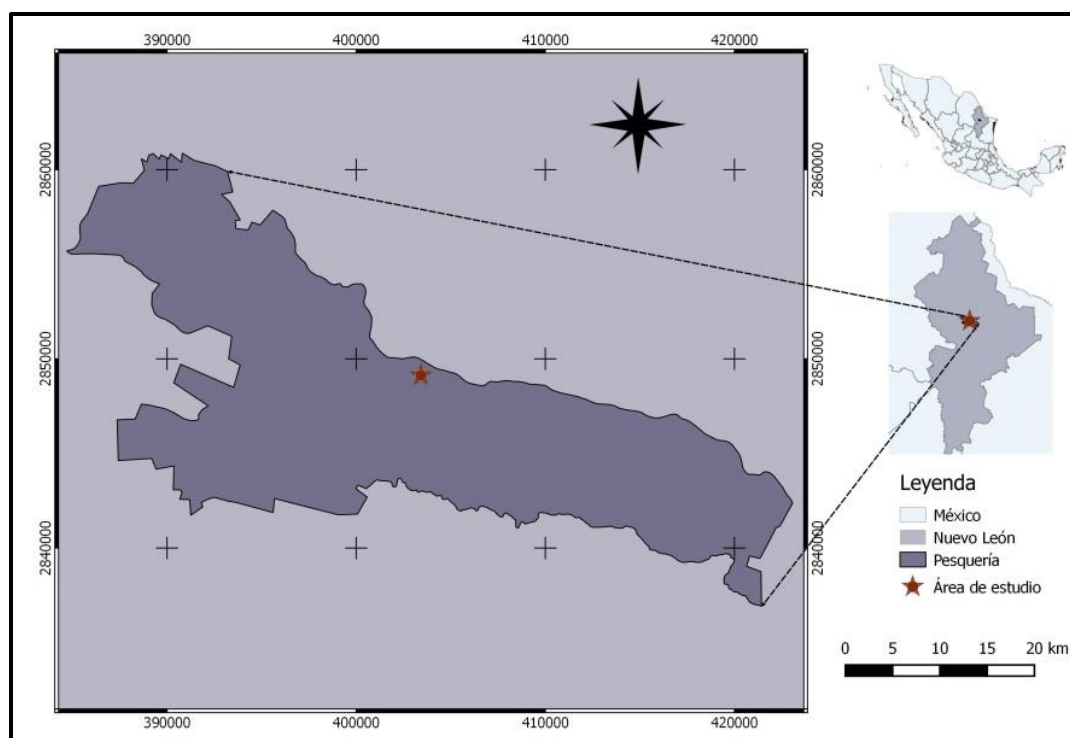 390000 400000 410000 420000
2860000 2860000
2850000 2850000
2840000 2840000
390000 400000 410000 420000
Leyenda
México
Nuevo León
Pesquería
Área de estudio
0 5 10 15 20 km